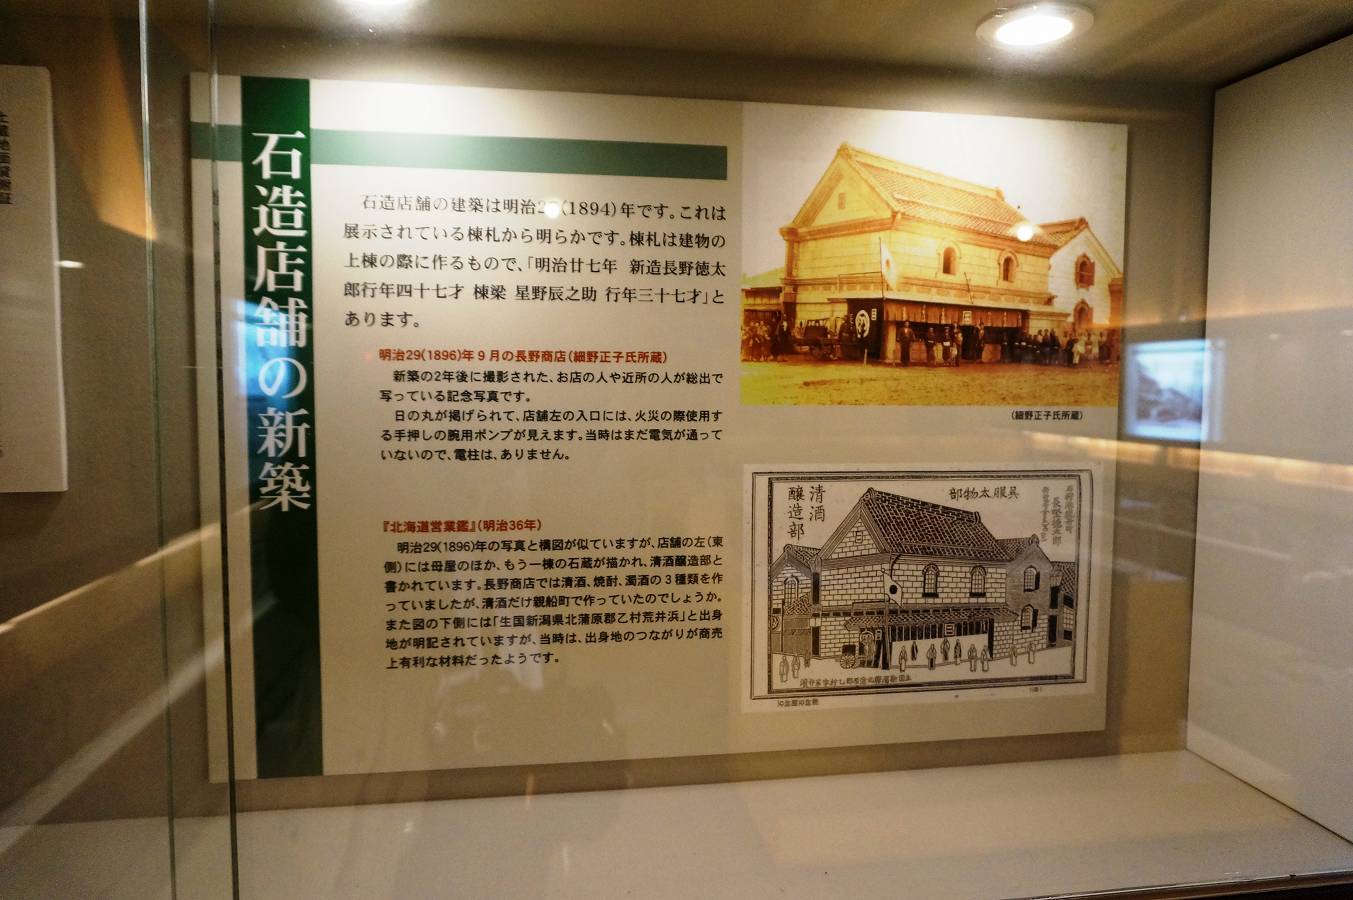 石造店舗の新築
石造店舗の建築は明治2 (1894)年です。これは
展示されている棟札から明らかです。棟札は建物の
上棟の際に作るもので、「明治廿七年 新造長野徳太
郎行年四十七才 棟梁 星野辰之助 行年三十七才」と
あります。
明治29(1896)年9月の長野商店(細野正子氏所蔵)
新築の2年後に撮影された、お店の人や近所の人が総出で
写っている記念写真です。
日の丸が掲げられて、店舗左の入口には、火災の際使用す
る手押しの腕用ポンプが見えます。当時はまだ電気が通って
いないので、電柱は、ありません。
『北海道営業鑑』(明治36年)
明治29(1896)年の写真と構図が似ていますが、店舗の左(東
側)には母屋のほか、もう一棟の石蔵が描かれ、清酒醸造部と
書かれています。長野商店では清酒、焼酎、濁酒の3種類を作
っていましたが、清酒だけ親船町で作っていたのでしょうか。
また図の下側には「生国新潟県北蒲原郡乙村荒井浜」と出身
地が明記されていますが、当時は、出身地のつながりが商売
上有利な材料だったようです。
(細野正子氏所蔵)
清酒
醸造部
部物太服呉
長野徳太郎